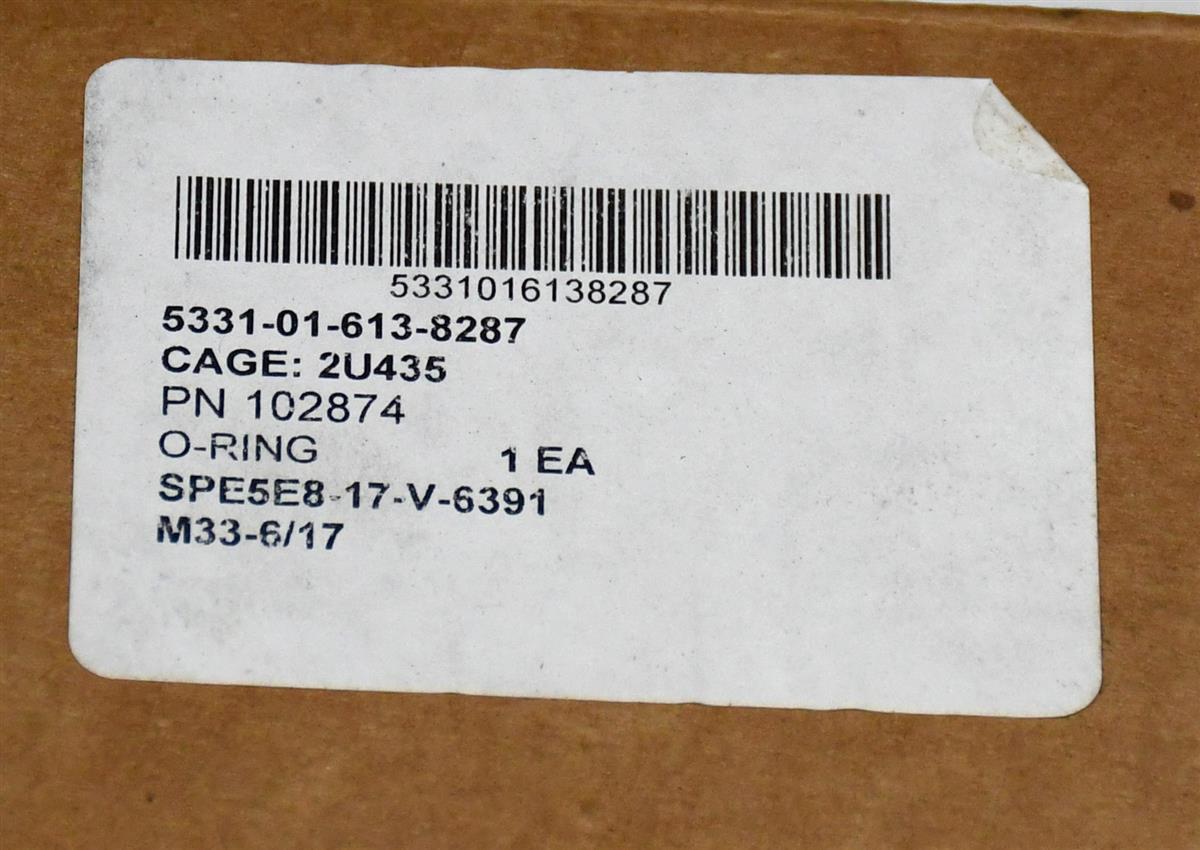 5331016138287
5331-01-613-8287
CAGE: 2U435
PN 102874
O-RING 1 EA
SPE5E8-17-V-6391
M33-6/17